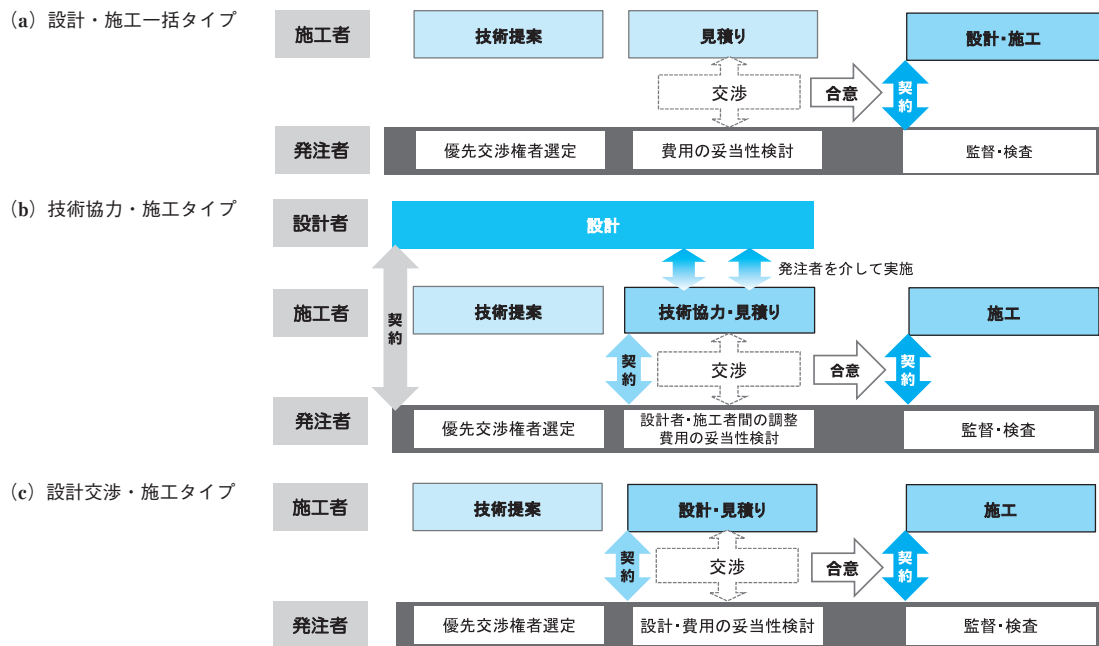 (a) 設計・施工一括タイプ
施工者
技術提案
見積り
設計・施工
交渉
合意
契約
発注者
優先交渉権者選定
費用の妥当性検討
監督・検査
(b) 技術協力・施工タイプ
設計者
設計
発注者を介して実施
施工者
技術提案
技術協力・見積り
施工
契約
契約
交渉
合意
契約
発注者
優先交渉権者選定
設計者・施工者間の調整
費用の妥当性検討
監督・検査
(c) 設計交渉・施工タイプ
施工者
技術提案
設計・見積り
施工
契約
交渉
合意
契約
発注者
優先交渉権者選定
設計・費用の妥当性検討
監督・検査